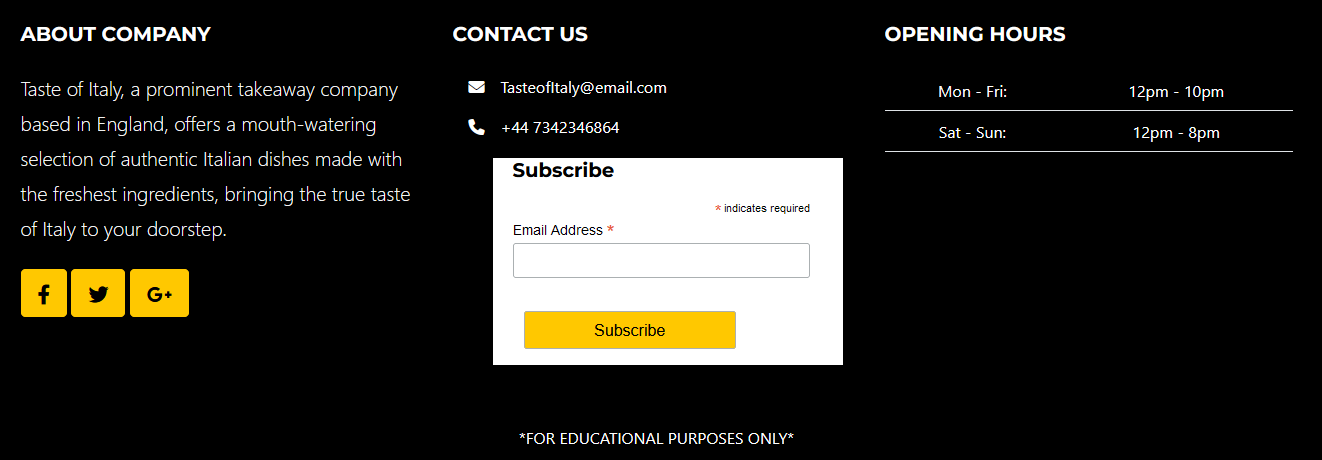 ABOUT COMPANY
Taste of Italy, a prominent takeaway company
based in England, offers a mouth-watering
selection of authentic Italian dishes made with
the freshest ingredients, bringing the true taste
of Italy to your doorstep.
G+
CONTACT US
TasteofItaly@email.com
+44 7342346864
Subscribe
* indicates required
Email Address *
Subscribe
OPENING HOURS
Mon - Fri: 12pm - 10pm
Sat - Sun: 12pm - 8pm
*FOR EDUCATIONAL PURPOSES ONLY*